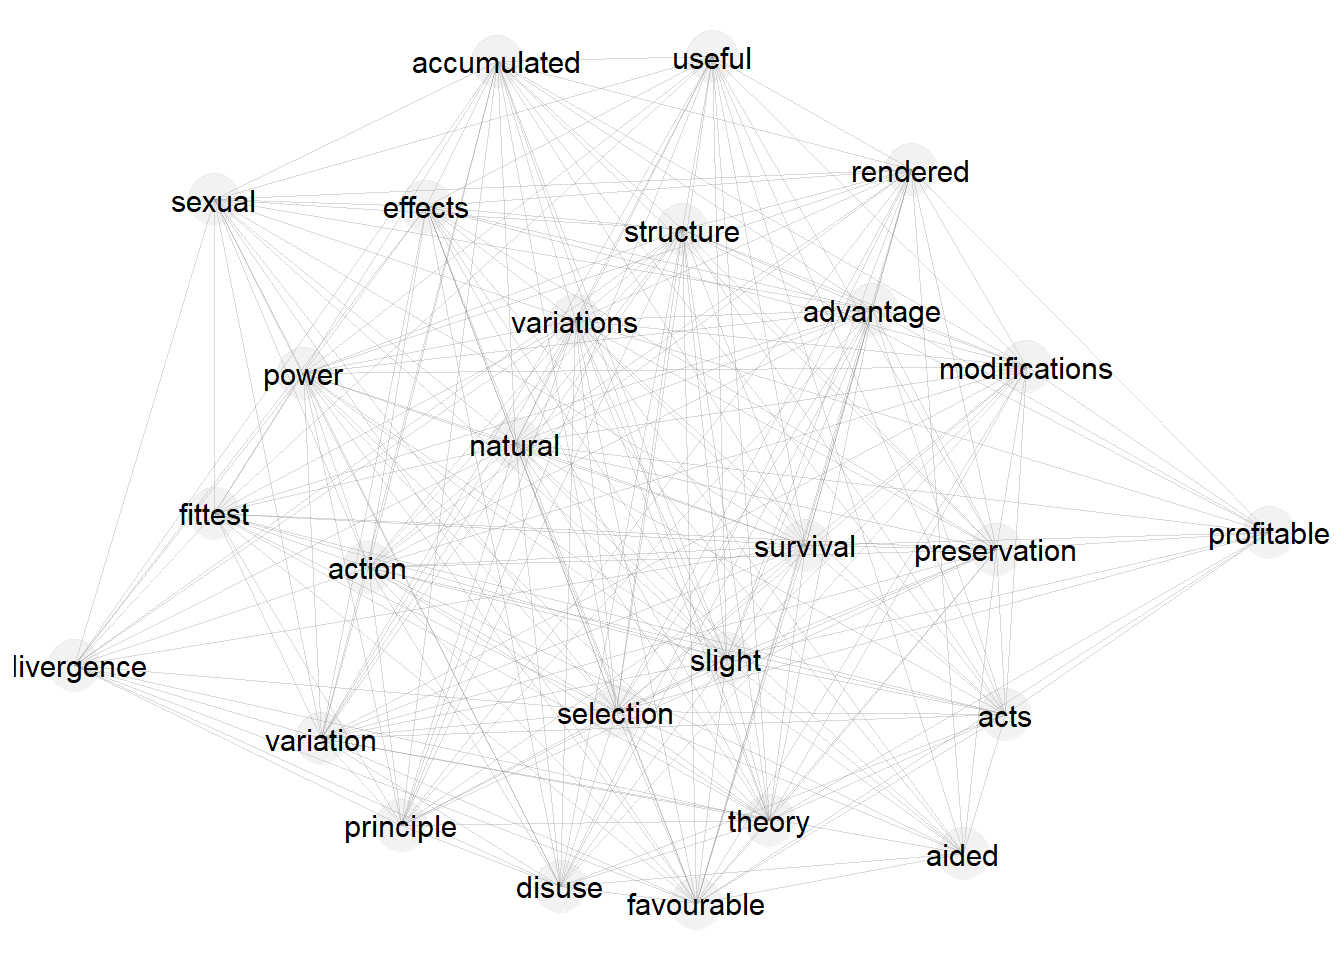 accumulated
useful
rendered
sexual
effects
structure
variations
advantage
modifications
power
natural
fittest
action
survival
preservation
profitable
livergence
slight
selection
acts
variation
principle
theory
aided
disuse
favourable